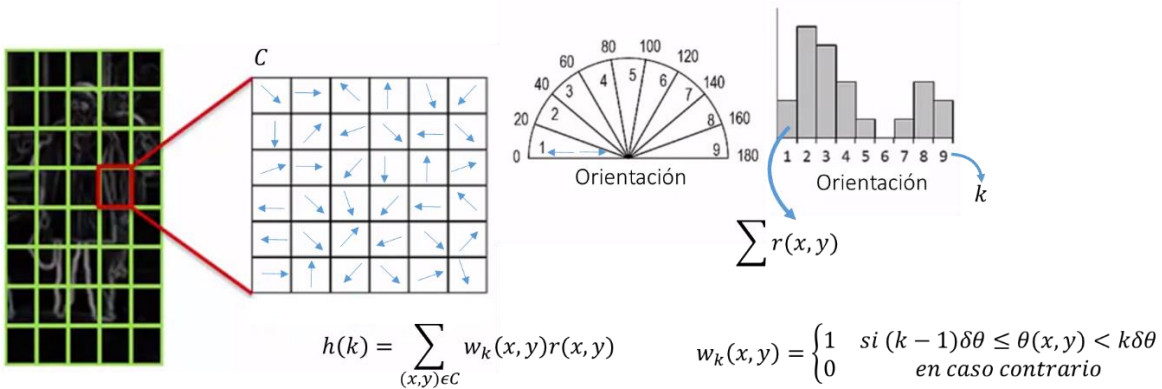 C
0 20 40 60 80 100 120 140 160 180
1 2 3 4 5 6 7 8 9
Orientación
1 2 3 4 5 6 7 8 9
Orientación
k
∑ r(x, y)
h(k) = ∑_{(x,y)ϵC} w_k(x, y)r(x, y)
w_k(x, y) = {1 si (k − 1)δθ ≤ θ(x, y) < kδθ
0 en caso contrario